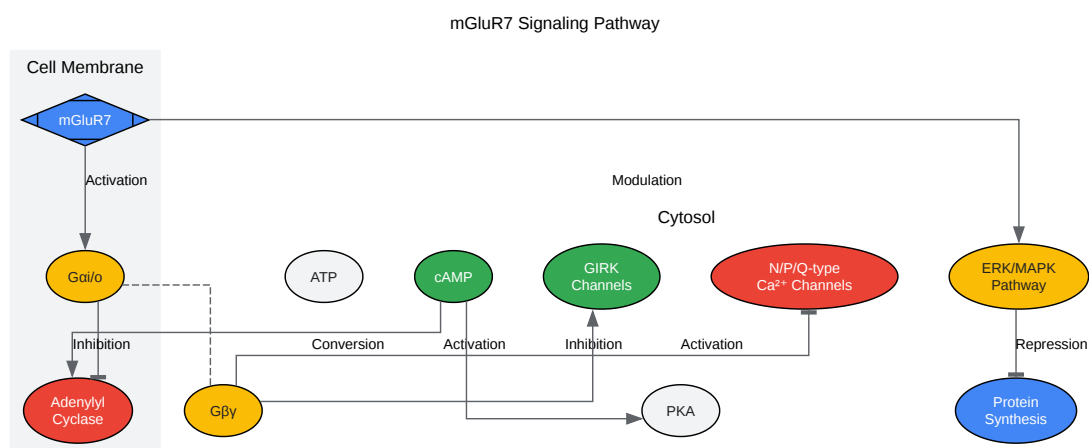 mGluR7 Signaling Pathway
Cell Membrane
mGluR7
Activation
Modulation
Cytosol
Gαi/o
ATP
cAMP
GIRK
Channels
N/P/Q-type
Ca²⁺ Channels
ERK/MAPK
Pathway
Inhibition
Conversion
Activation
Inhibition
Activation
Repression
Adenylyl
Cyclase
Gβγ
PKA
Protein
Synthesis